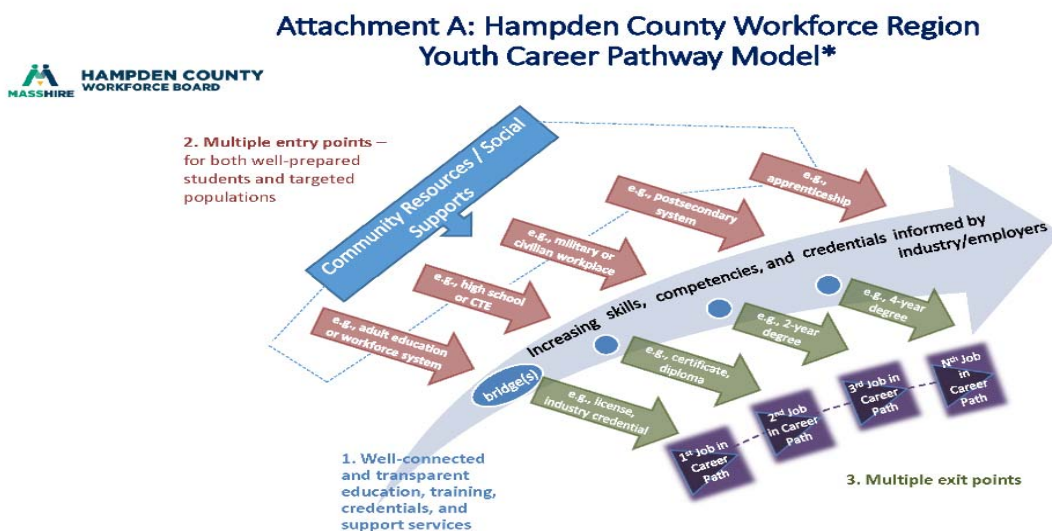 Attachment A: Hampden County Workforce Region
Youth Career Pathway Model*
MASSHIRE
HAMPDEN COUNTY
WORKFORCE BOARD
2. Multiple entry points –
for both well-prepared
students and targeted
populations
Community Resources / Social
Supports
e.g., adult education
or workforce system
e.g., high school
or CTE
e.g., military or
civilian workplace
e.g., postsecondary
system
e.g.,
apprenticeship
Increasing skills, competencies, and credentials informed by
industry/employers
bridge(s)
e.g., license,
industry credential
e.g., certificate,
diploma
e.g., 2-year
degree
e.g., 4-year
degree
1st Job in
Career
Path
2nd Job
in Career
Path
3rd Job in
Career
Path
Nth Job
in
Career
Path
1. Well-connected
and transparent
education, training,
credentials, and
support services
3. Multiple exit points